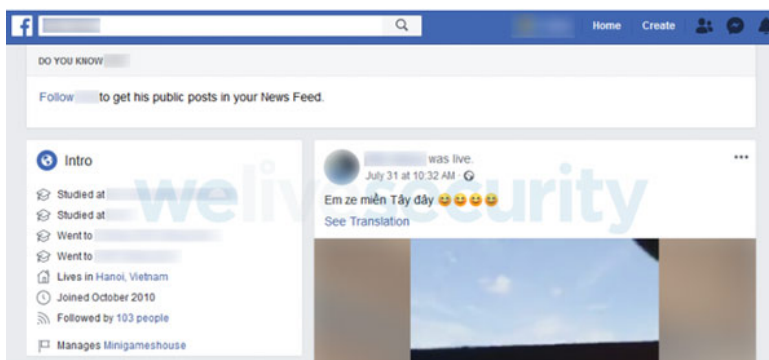 f
Home Create
DO YOU KNOW
Follow to get his public posts in your News Feed.
Intro
Studied at
Studied at
Went to
Went to
Lives in Hanoi, Vietnam
Joined October 2010
Followed by 103 people
Manages Minigameshouse
was live.
July 31 at 10:32 AM ·
Em ze miền Tây đây 😆😆😆😆
See Translation
welivesecurity